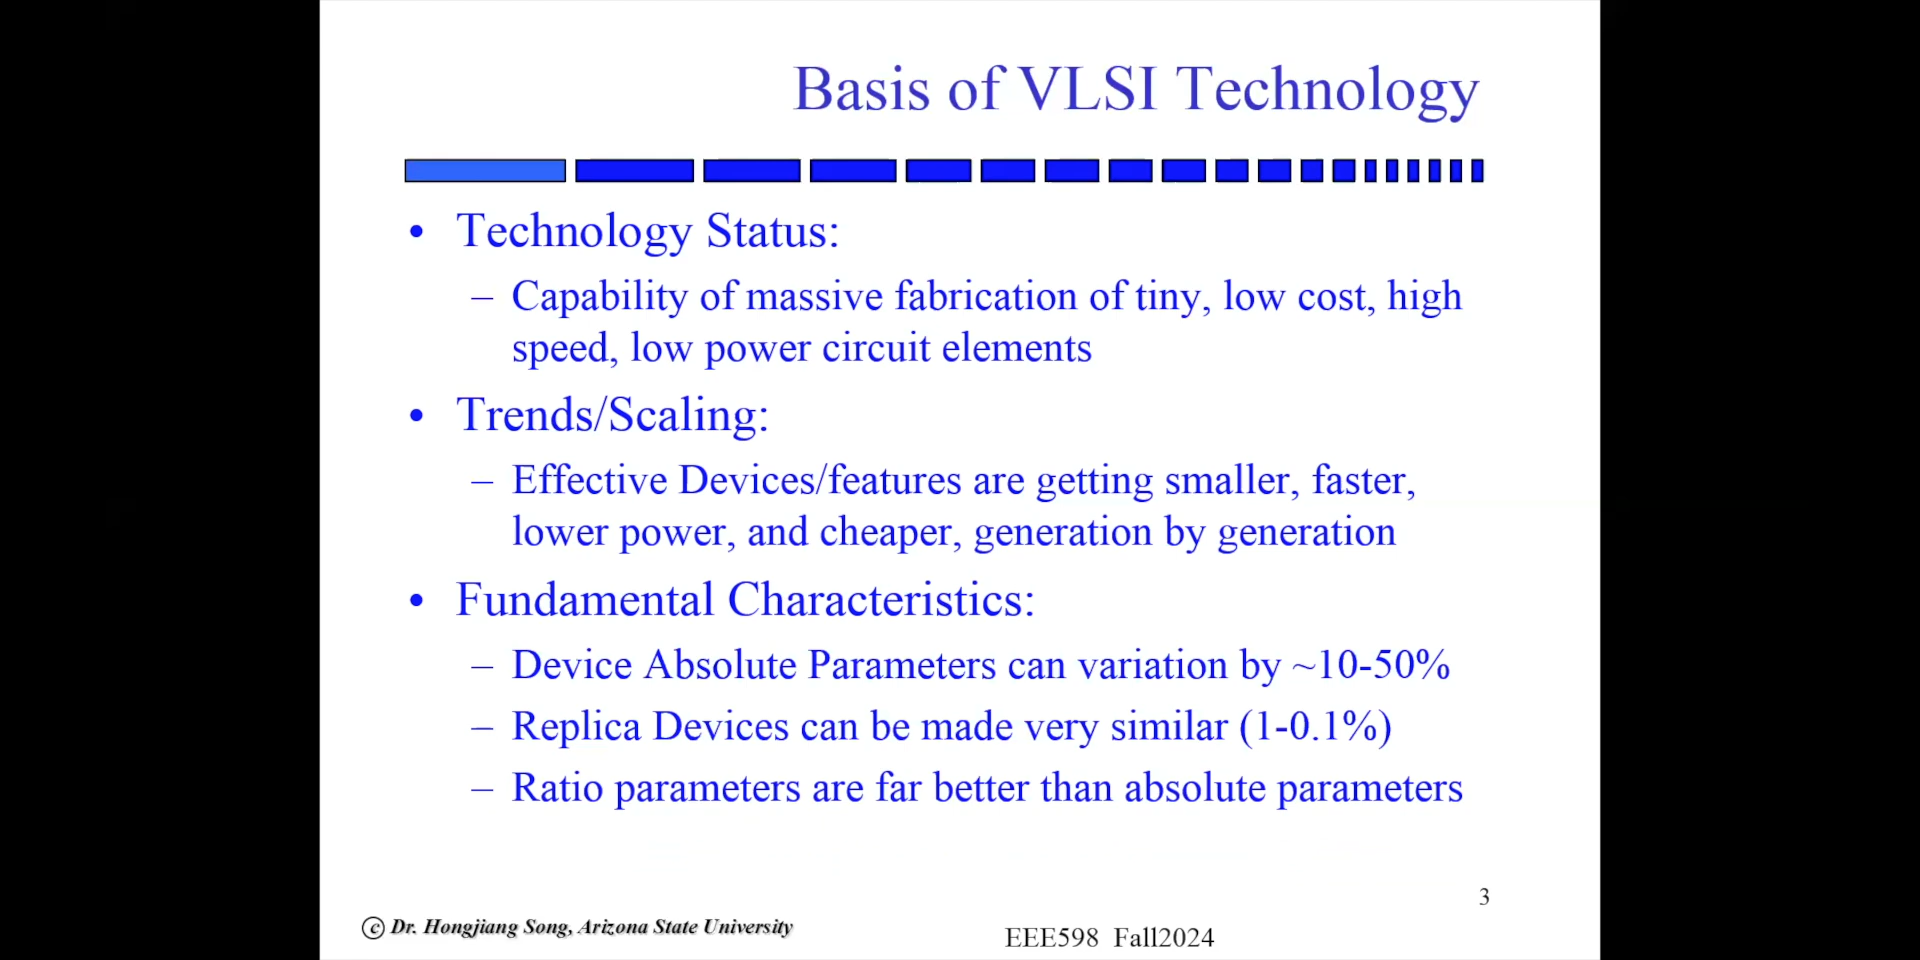 Basis of VLSI Technology
• Technology Status:
– Capability of massive fabrication of tiny, low cost, high
speed, low power circuit elements
• Trends/Scaling:
– Effective Devices/features are getting smaller, faster,
lower power, and cheaper, generation by generation
• Fundamental Characteristics:
– Device Absolute Parameters can variation by ~10-50%
– Replica Devices can be made very similar (1-0.1%)
– Ratio parameters are far better than absolute parameters
3
© Dr. Hongjiang Song, Arizona State University
EEE598 Fall2024